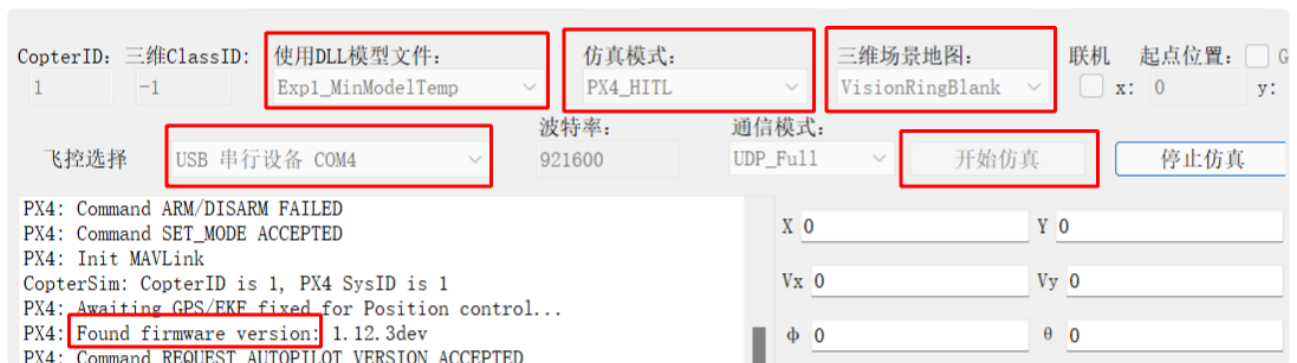 CopterID: 三维ClassID: 使用DLL模型文件: 仿真模式: 三维场景地图: 联机 起点位置: G
1 -1 Exp1_MinModelTemp PX4_HITL VisionRingBlank x: 0 y:
波特率: 通信模式:
飞控选择 USB 串行设备 COM4 921600 UDP_Full 开始仿真 停止仿真
PX4: Command ARM/DISARM FAILED
PX4: Command SET_MODE ACCEPTED
X 0 Y 0
PX4: Init MAVLink
CopterSim: CopterID is 1, PX4 SysID is 1
Vx 0 Vy 0
PX4: Awaiting GPS/EKF fixed for Position control...
PX4: Found firmware version: 1.12.3dev
ϕ 0 θ 0
PX4: Command REQUEST_AUTOPILOT_VERSION ACCEPTED